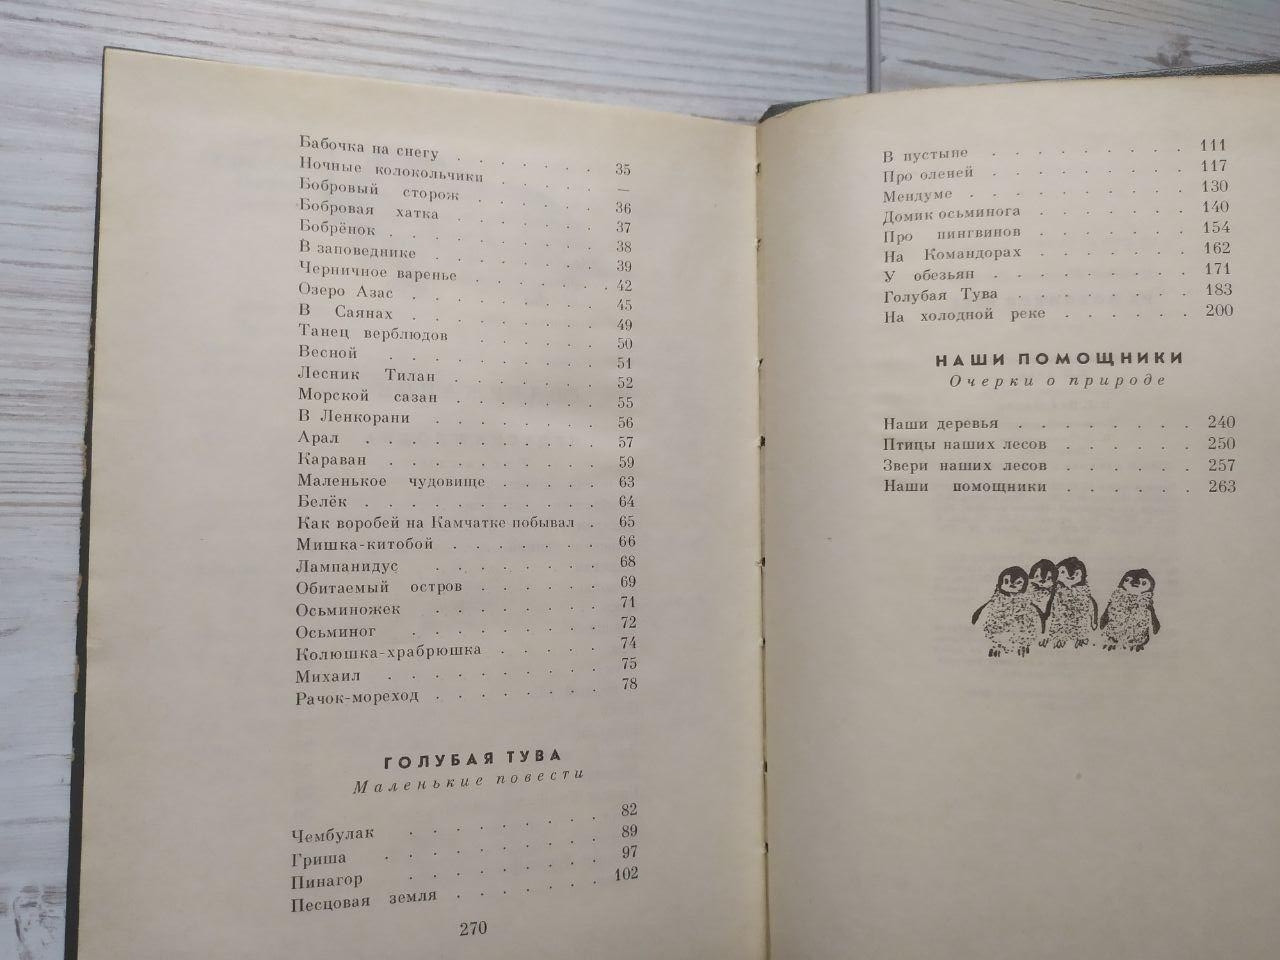 Бабочка на снегу . . . . . . . 35
Ночные колокольчики . . . . . —
Бобровый сторож . . . . . . 36
Бобровая хатка . . . . . . . 37
Бобрёнок . . . . . . . . . . 38
В заповеднике . . . . . . . . 39
Черничное варенье . . . . . . 42
Озеро Азас . . . . . . . . . 45
В Саянах . . . . . . . . . 49
Танец верблюдов . . . . . . 50
Весной . . . . . . . . . . 51
Лесник Тилан . . . . . . . 52
Морской сазан . . . . . . . 55
В Ленкорани . . . . . . . . 56
Арал . . . . . . . . . . . 57
Караван . . . . . . . . . . 59
Маленькое чудовище . . . . . 63
Белёк . . . . . . . . . . . 64
Как воробей на Камчатке побывал . 65
Мишка-китобой . . . . . . . 66
Лампанидус . . . . . . . . 68
Обитаемый остров . . . . . . 69
Осьминожек . . . . . . . . 71
Осьминог . . . . . . . . . 72
Колюшка-храбрюшка . . . . . 74
Михаил . . . . . . . . . . 75
Рачок-мореход . . . . . . . . 78
ГОЛУБАЯ ТУВА
Маленькие повести
Чембулак . . . . . . . . . 82
Гриша . . . . . . . . . . 89
Пинагор . . . . . . . . . 97
Песцовая земля . . . . . . . 102
270
В пустыне . . . . . . . . . 111
Про оленей . . . . . . . . . 117
Мендуме . . . . . . . . . . 130
Домик осьминога . . . . . . . 140
Про пингвинов . . . . . . . 154
На Командорах . . . . . . . 162
У обезьян . . . . . . . . . 171
Голубая Тува . . . . . . . . 183
На холодной реке . . . . . . 200
НАШИ ПОМОЩНИКИ
Очерки о природе
Наши деревья . . . . . . . . 240
Птицы наших лесов . . . . . . 250
Звери наших лесов . . . . . . 257
Наши помощники . . . . . . 263